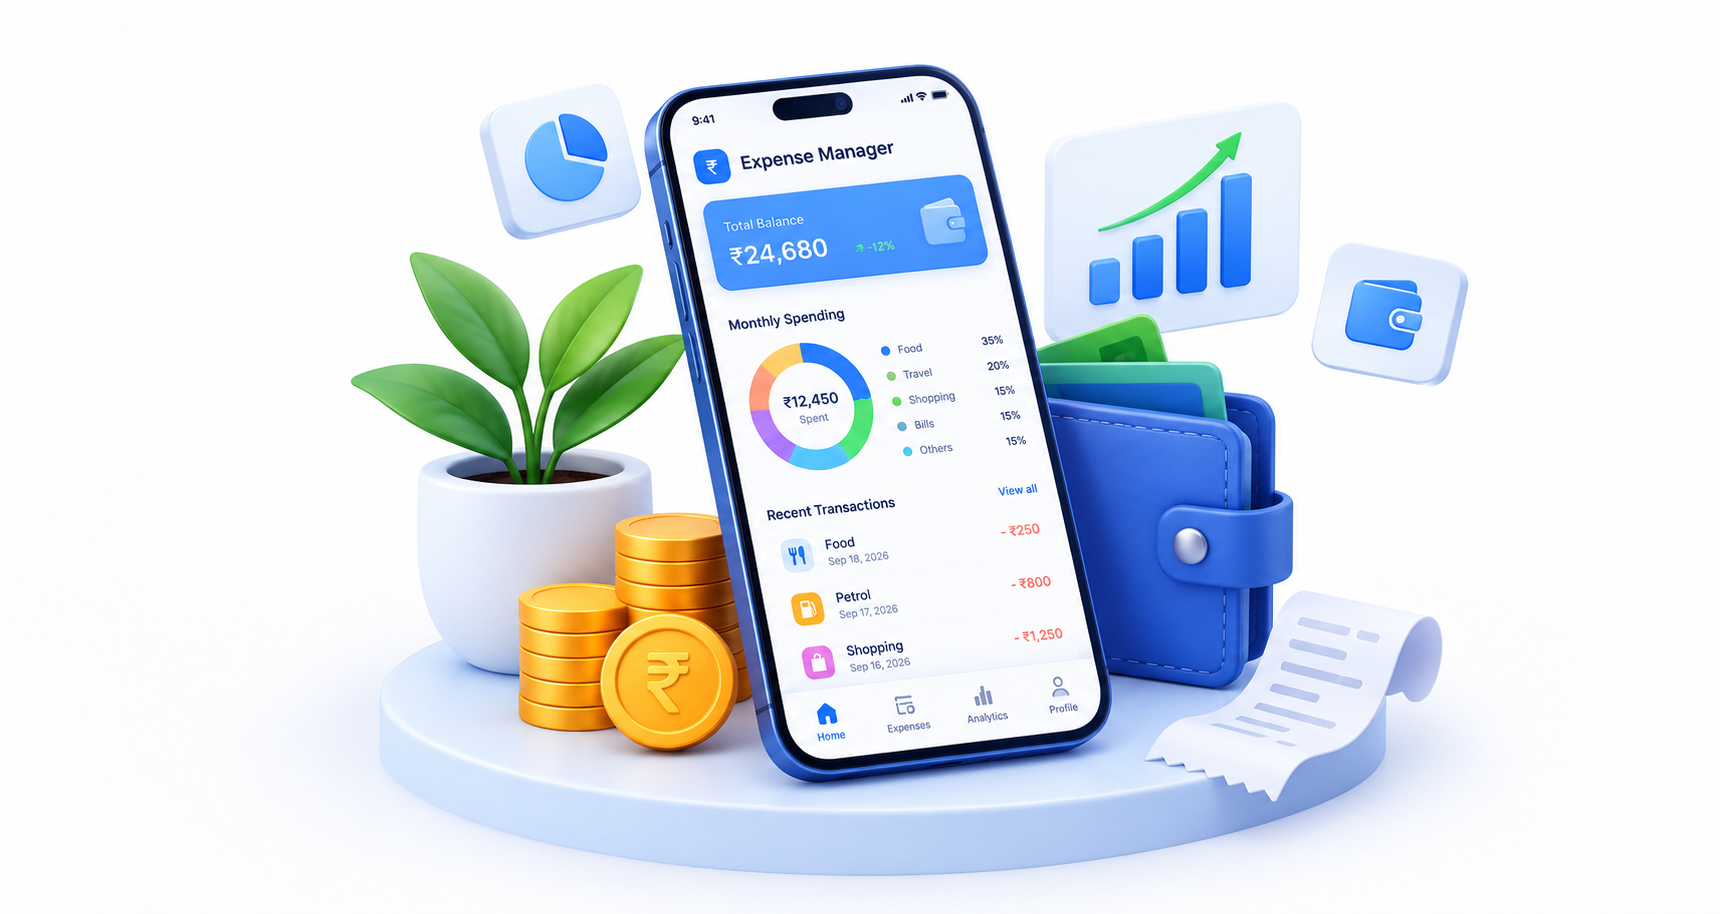 9:41
₹
Expense Manager
Total Balance
₹24,680
-12%
Monthly Spending
₹12,450
Spent
Food 35%
Travel 20%
Shopping 15%
Bills 15%
Others 15%
Recent Transactions View all
Food - ₹250
Sep 18, 2026
Petrol - ₹800
Sep 17, 2026
Shopping - ₹1,250
Sep 16, 2026
Home Expenses Analytics Profile
₹